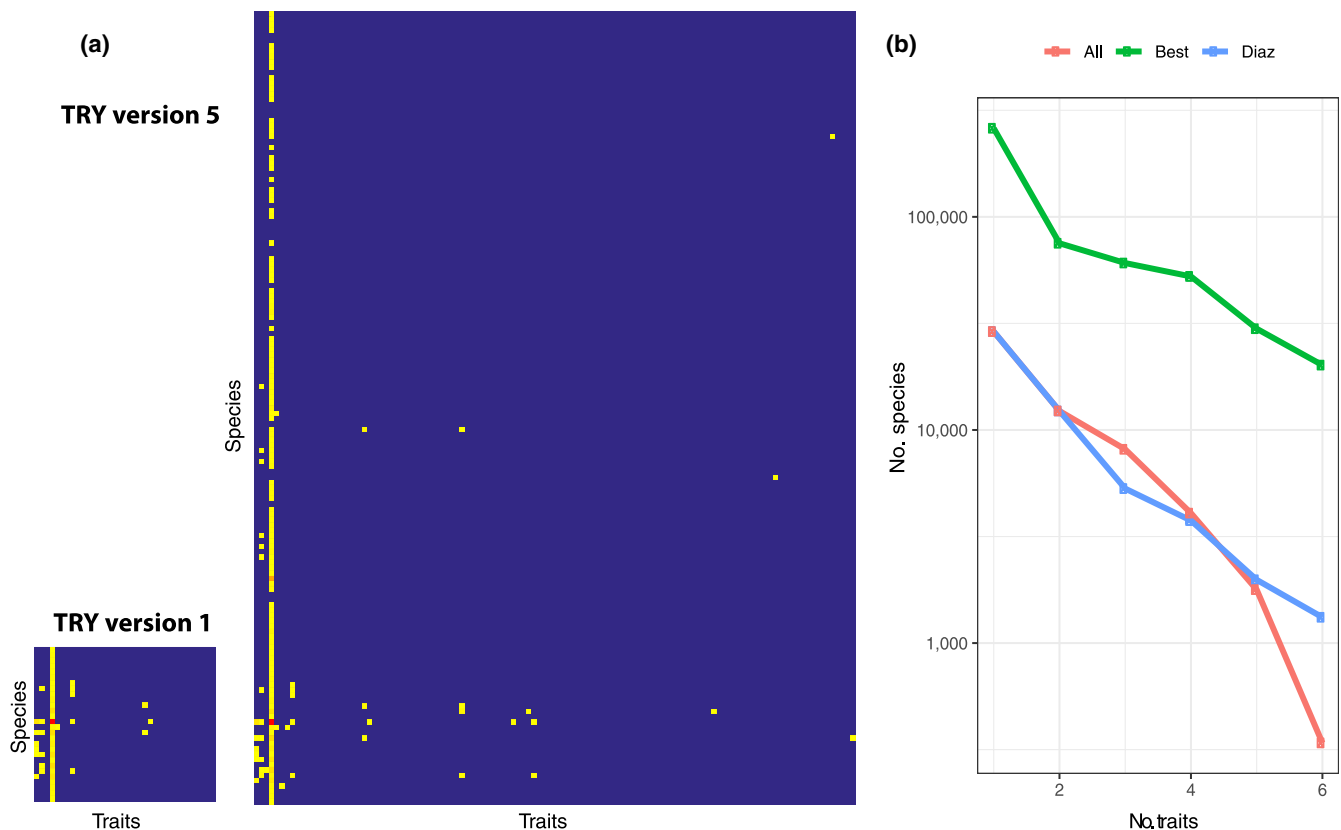 (a)
TRY version 5
Species
Traits
TRY version 1
Species
Traits
(b)
All Best Diaz
No. species
100,000
10,000
1,000
2 4 6
No. traits